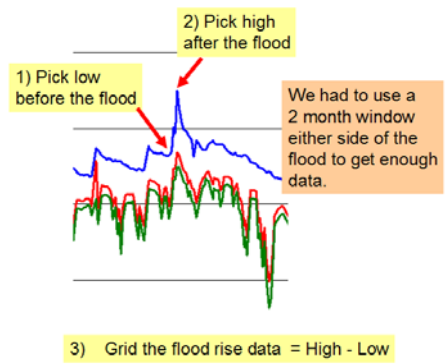 2) Pick high
after the flood
1) Pick low
before the flood
We had to use a
2 month window
either side of the
flood to get enough
data.
3) Grid the flood rise data = High - Low